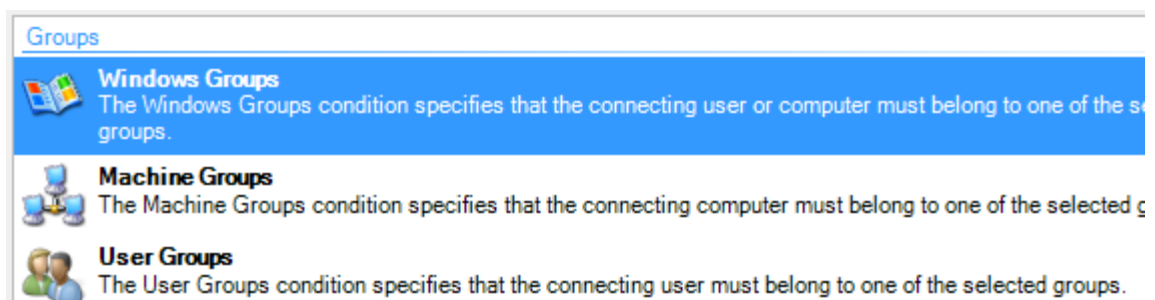 Groups
Windows Groups
The Windows Groups condition specifies that the connecting user or computer must belong to one of the
groups.
Machine Groups
The Machine Groups condition specifies that the connecting computer must belong to one of the selected
User Groups
The User Groups condition specifies that the connecting user must belong to one of the selected groups.